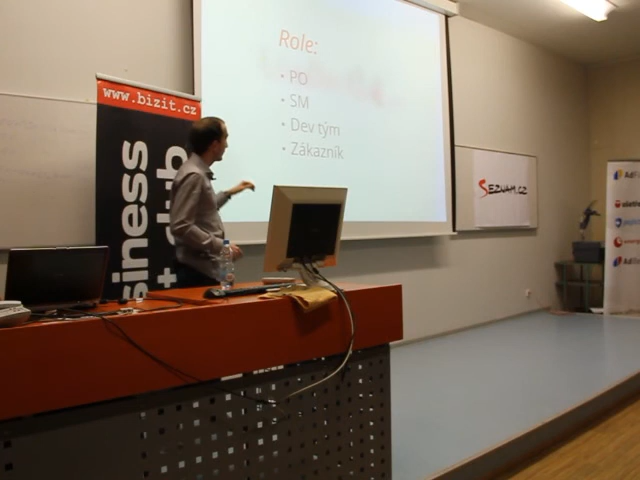 Role:
• PO
• SM
• Dev tým
• Zákazník
www.bizit.cz
siness
+ club
SEZNAM.CZ